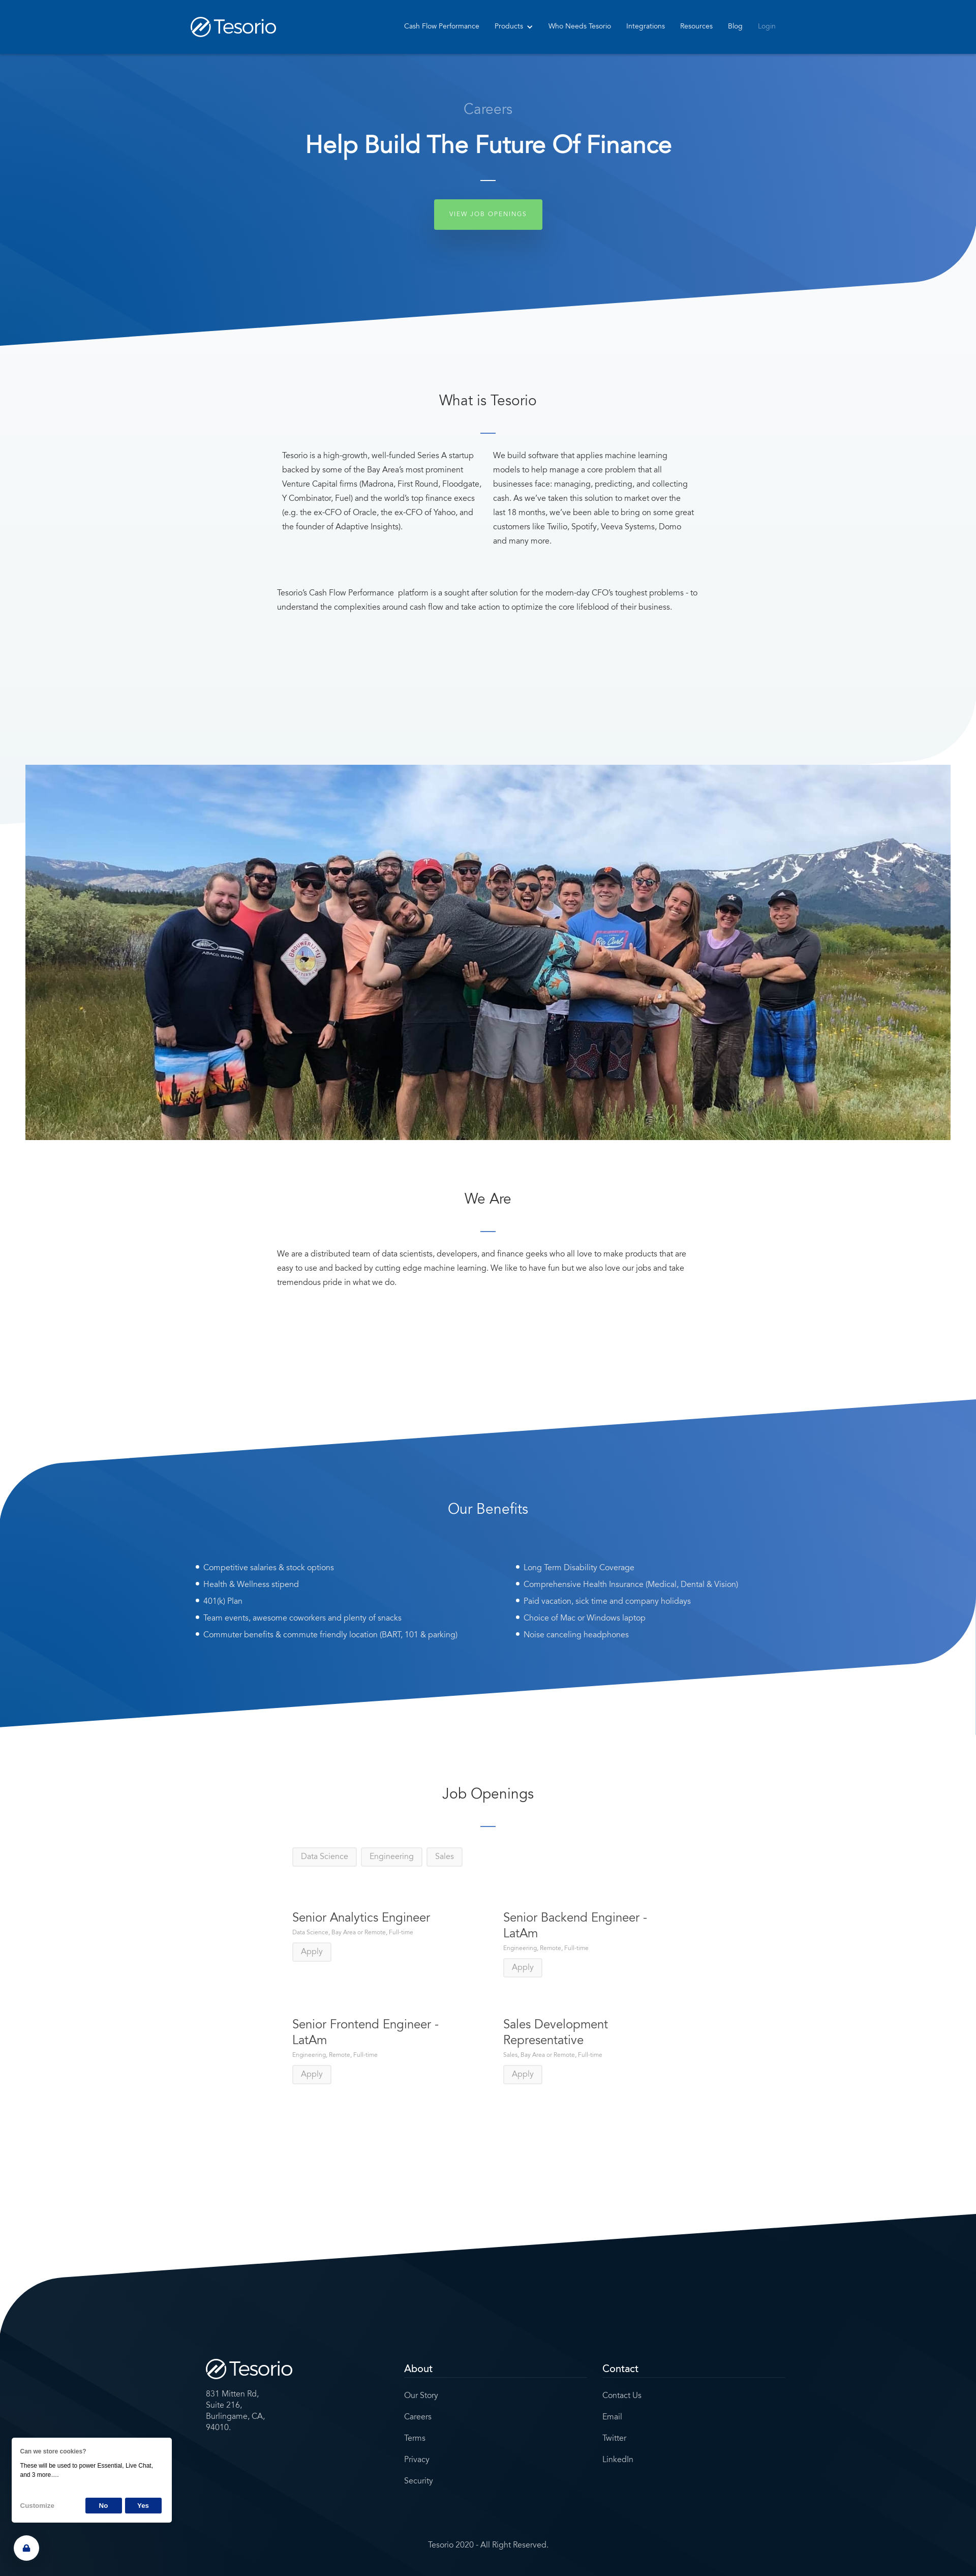 Tesorio
Cash Flow Performance
Products
Who Needs Tesorio
Integrations
Resources
Blog
Login
Careers
Help Build The Future Of Finance
VIEW JOB OPENINGS
What is Tesorio
Tesorio is a high-growth, well-funded Series A startup
backed by some of the Bay Area’s most prominent
Venture Capital firms (Madrona, First Round, Floodgate,
Y Combinator, Fuel) and the world’s top finance execs
(e.g. the ex-CFO of Oracle, the ex-CFO of Yahoo, and
the founder of Adaptive Insights).
We build software that applies machine learning
models to help manage a core problem that all
businesses face: managing, predicting, and collecting
cash. As we’ve taken this solution to market over the
last 18 months, we’ve been able to bring on some great
customers like Twilio, Spotify, Veeva Systems, Domo
and many more.
Tesorio’s Cash Flow Performance platform is a sought after solution for the modern-day CFO’s toughest problems - to
understand the complexities around cash flow and take action to optimize the core lifeblood of their business.
We Are
We are a distributed team of data scientists, developers, and finance geeks who all love to make products that are
easy to use and backed by cutting edge machine learning. We like to have fun but we also love our jobs and take
tremendous pride in what we do.
Our Benefits
Competitive salaries & stock options
Health & Wellness stipend
401(k) Plan
Team events, awesome coworkers and plenty of snacks
Commuter benefits & commute friendly location (BART, 101 & parking)
Long Term Disability Coverage
Comprehensive Health Insurance (Medical, Dental & Vision)
Paid vacation, sick time and company holidays
Choice of Mac or Windows laptop
Noise canceling headphones
Job Openings
Data Science
Engineering
Sales
Senior Analytics Engineer
Data Science, Bay Area or Remote, Full-time
Apply
Senior Backend Engineer -
LatAm
Engineering, Remote, Full-time
Apply
Senior Frontend Engineer -
LatAm
Engineering, Remote, Full-time
Apply
Sales Development
Representative
Sales, Bay Area or Remote, Full-time
Apply
Tesorio
831 Mitten Rd,
Suite 216,
Burlingame, CA,
94010.
About
Our Story
Careers
Terms
Privacy
Security
Contact
Contact Us
Email
Twitter
LinkedIn
Can we store cookies?
These will be used to power Essential, Live Chat,
and 3 more.…
Customize
No
Yes
Tesorio 2020 - All Right Reserved.